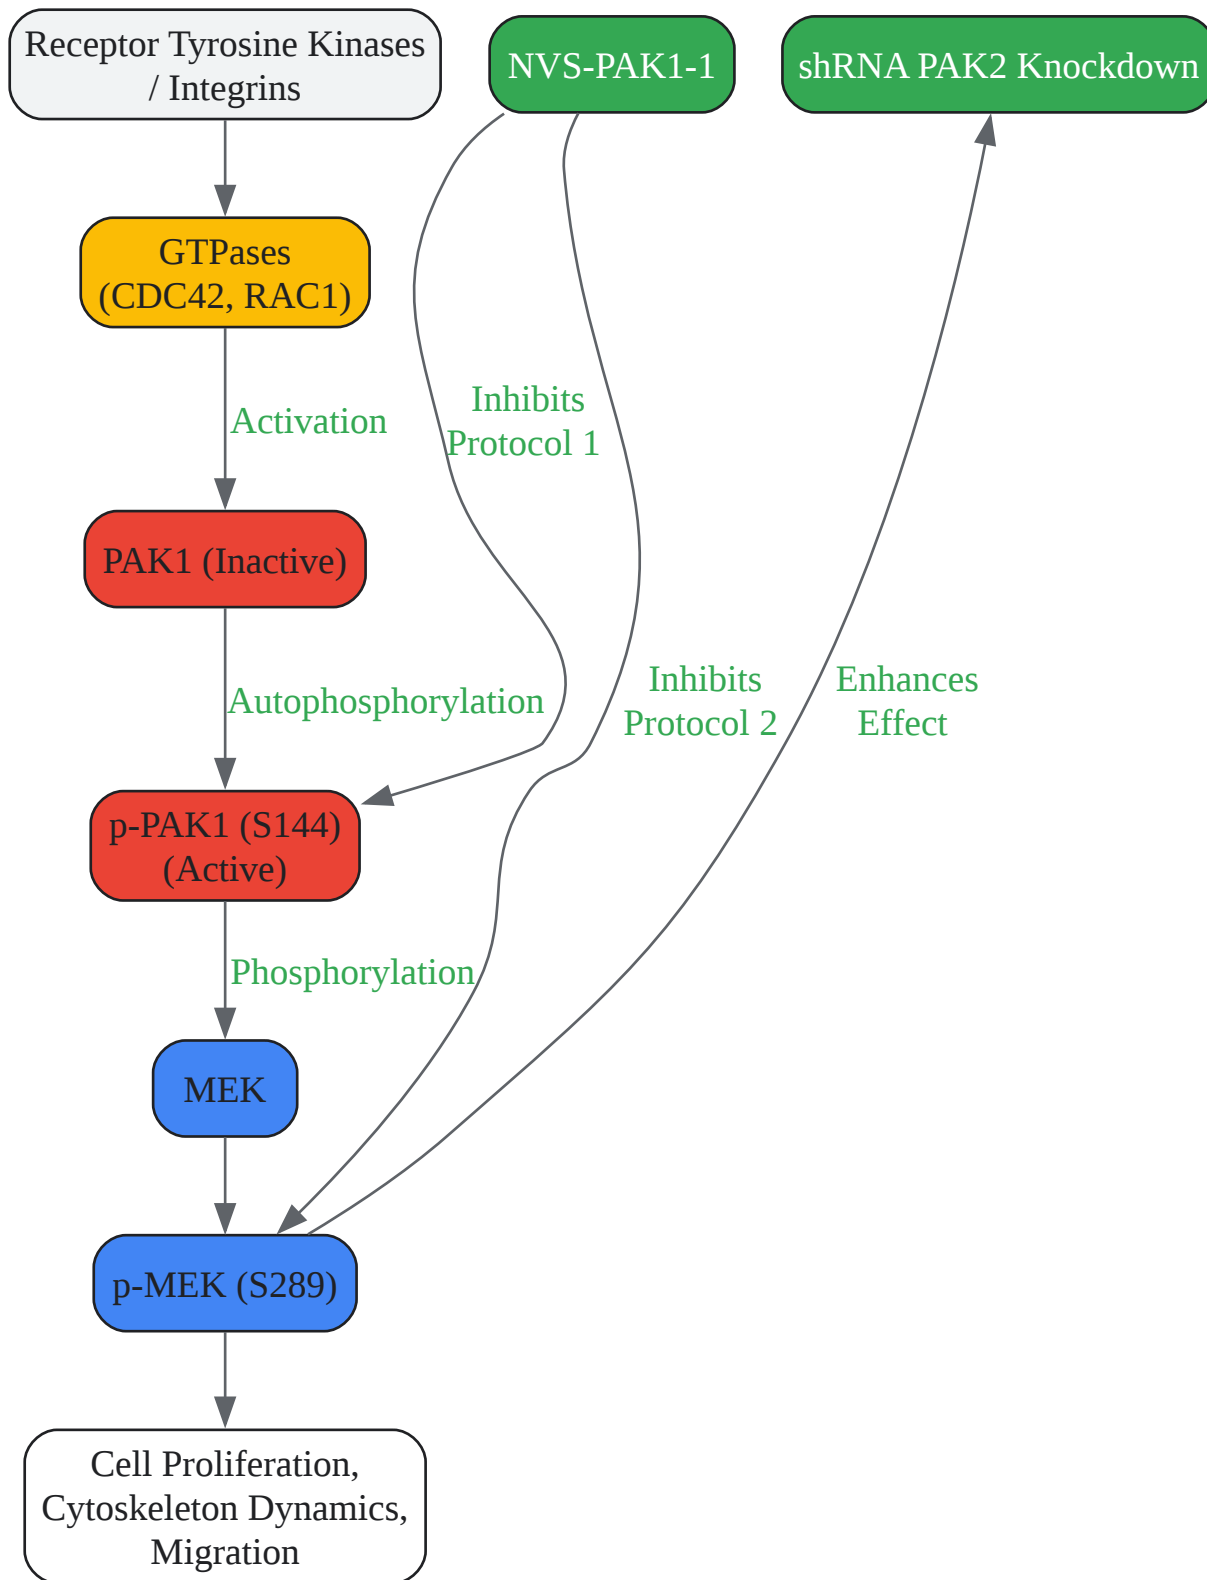 Receptor Tyrosine Kinases
/ Integrins
NVS-PAK1-1
shRNA PAK2 Knockdown
GTPases
(CDC42, RAC1)
Activation
Inhibits
Protocol 1
PAK1 (Inactive)
Autophosphorylation
Inhibits
Protocol 2
Enhances
Effect
p-PAK1 (S144)
(Active)
Phosphorylation
MEK
p-MEK (S289)
Cell Proliferation,
Cytoskeleton Dynamics,
Migration